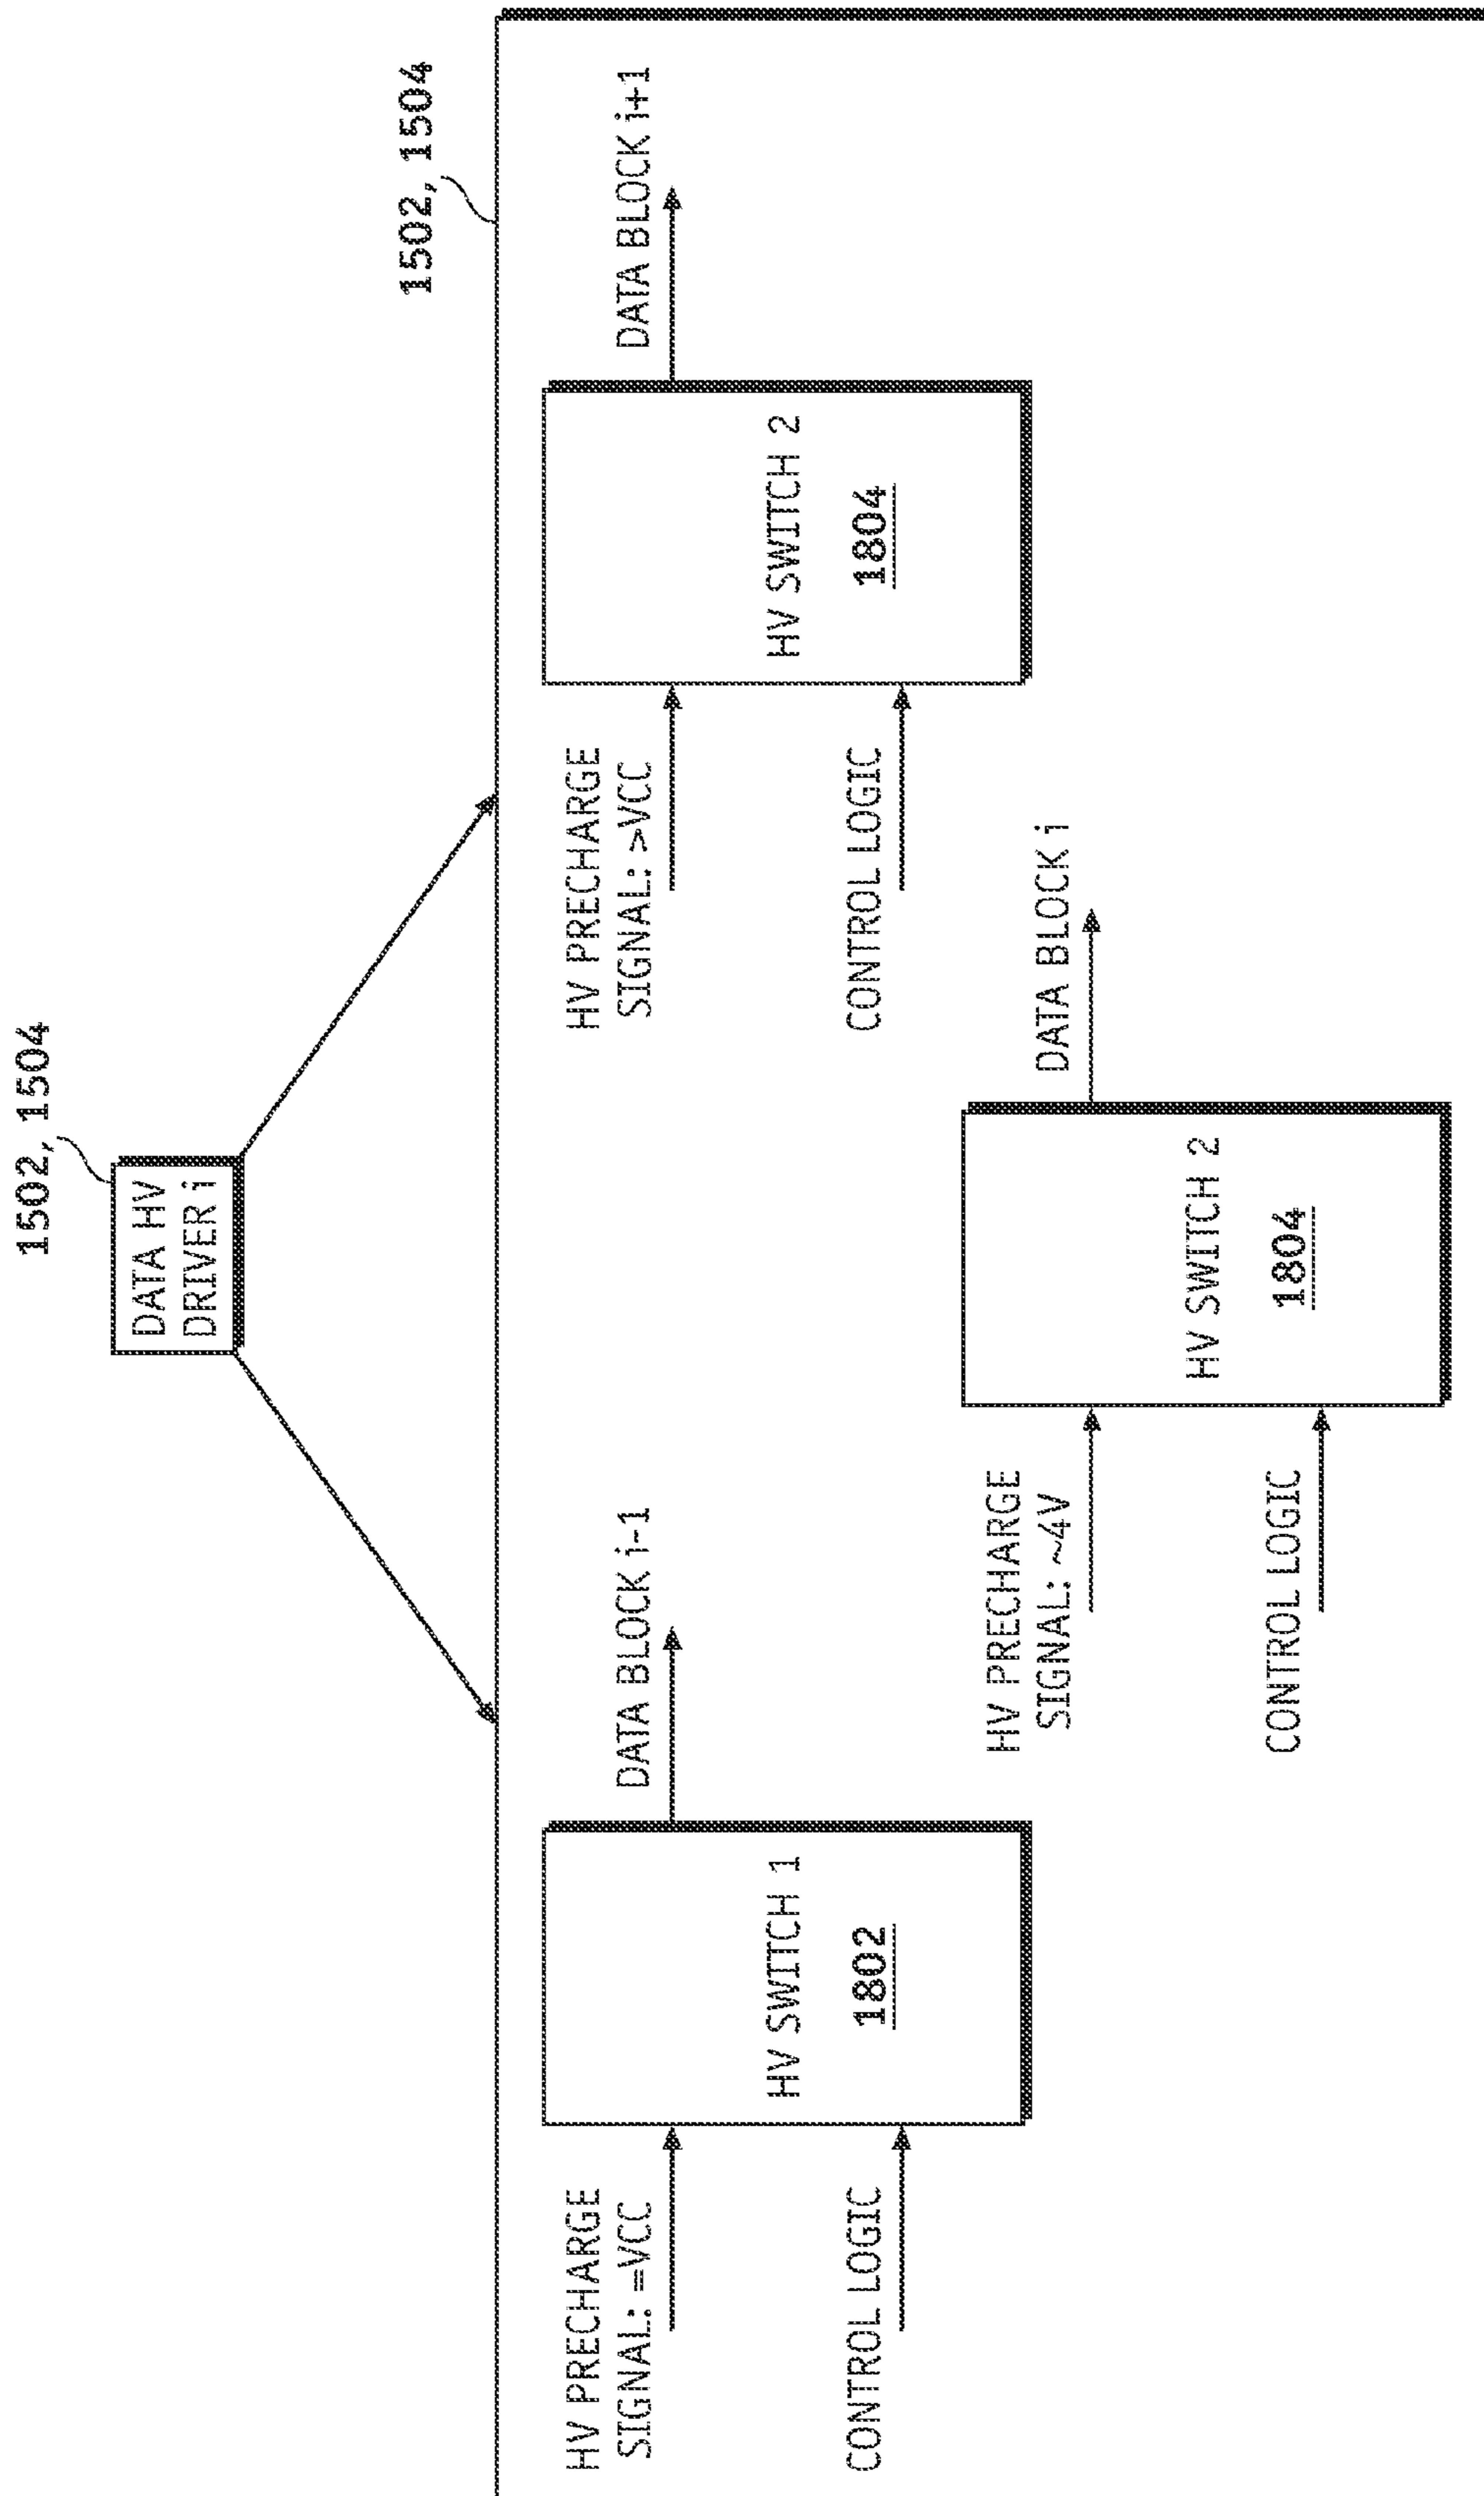 1502, 1504
DATA HV
DRIVER i
1502, 1504
HV PRECHARGE
SIGNAL: =VCC
CONTROL LOGIC
HV SWITCH 1
1802
DATA BLOCK i-1
HV PRECHARGE
SIGNAL: >VCC
CONTROL LOGIC
HV SWITCH 2
1804
DATA BLOCK i+1
HV PRECHARGE
SIGNAL: ~4V
CONTROL LOGIC
HV SWITCH 2
1804
DATA BLOCK i